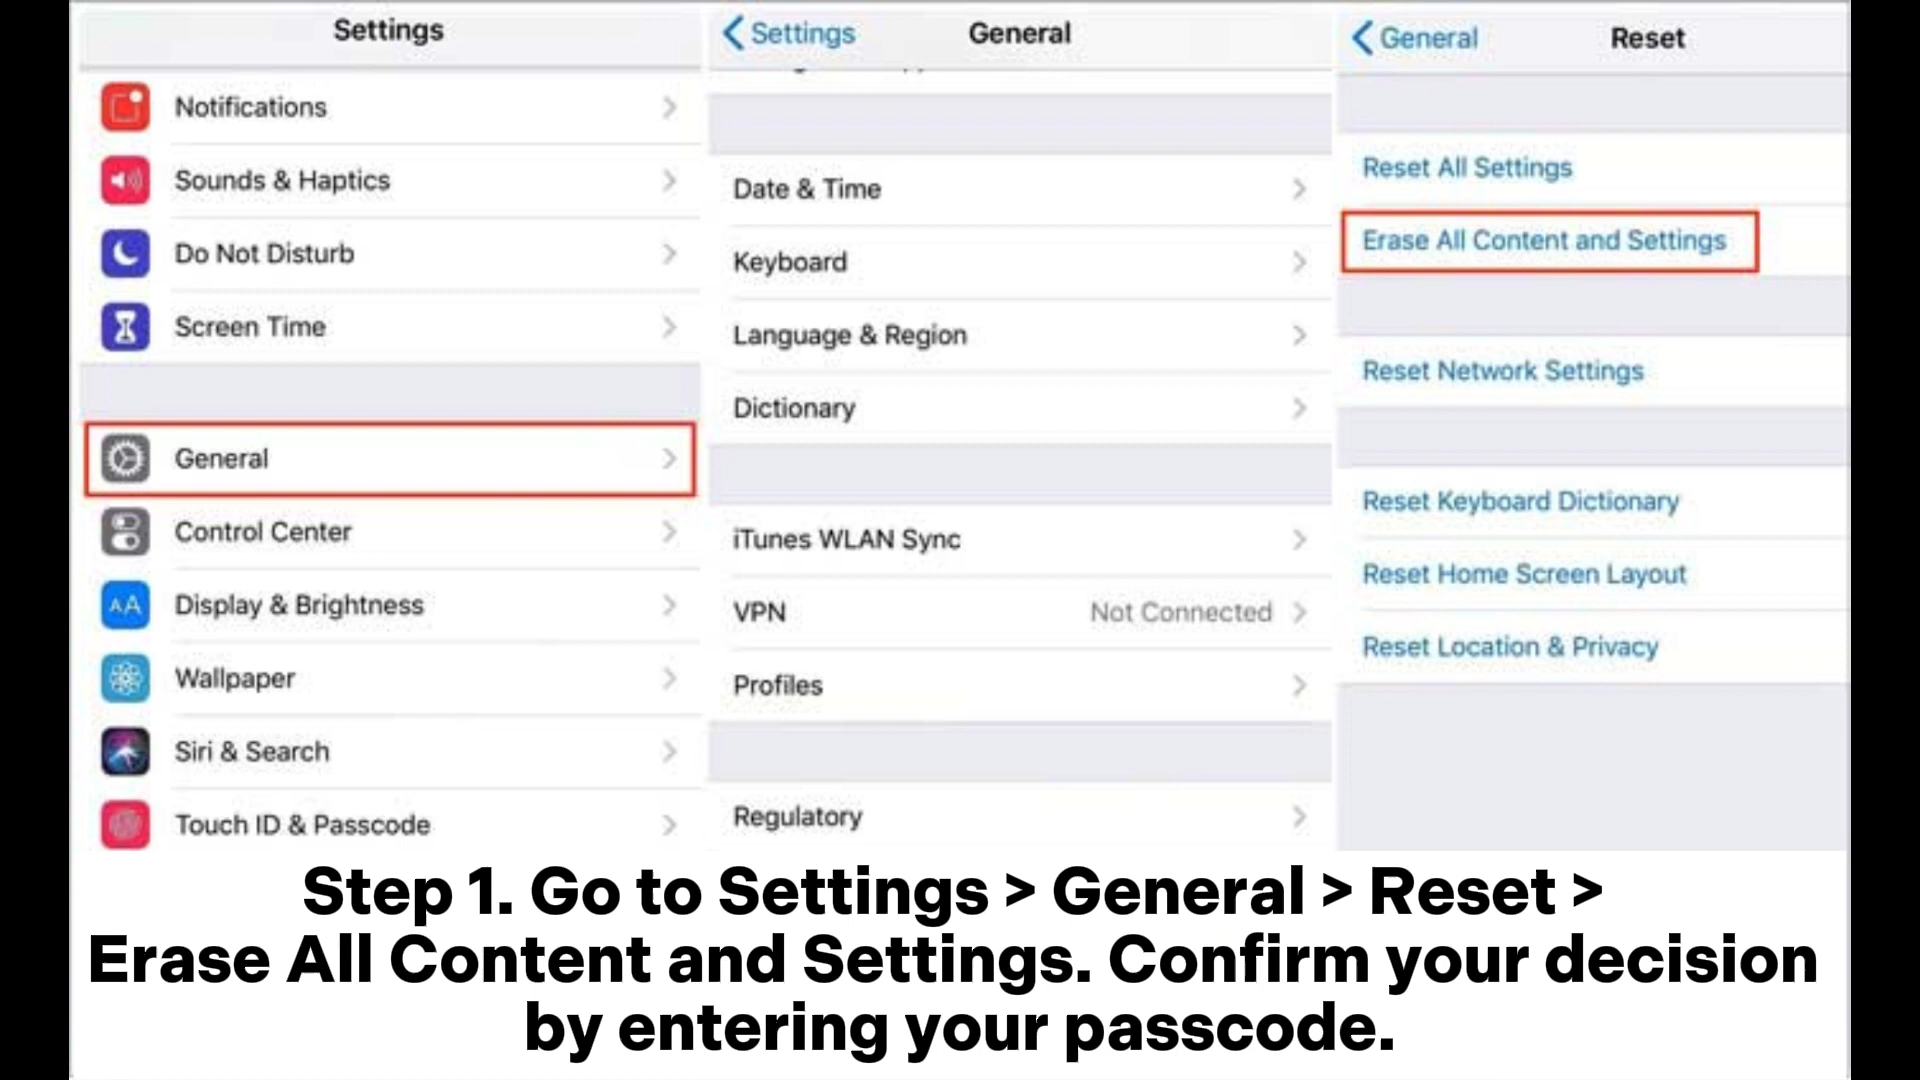 Settings
Notifications
Sounds & Haptics
Do Not Disturb
Screen Time
General
Control Center
AA
Display & Brightness
Wallpaper
Siri & Search
Touch ID & Passcode
Settings
General
Date & Time
Keyboard
Language & Region
Dictionary
iTunes WLAN Sync
VPN Not Connected
Profiles
Regulatory
General
Reset
Reset All Settings
Erase All Content and Settings
Reset Network Settings
Reset Keyboard Dictionary
Reset Home Screen Layout
Reset Location & Privacy
Step 1. Go to Settings > General > Reset >
Erase All Content and Settings. Confirm your decision
by entering your passcode.